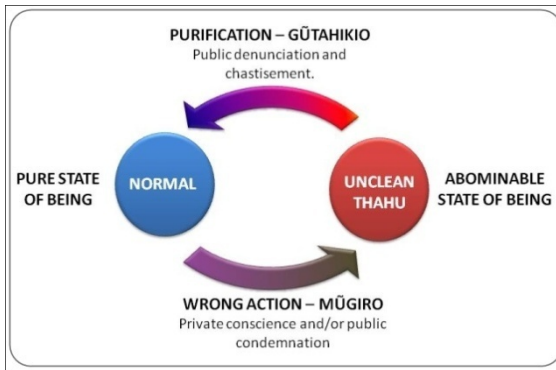 PURIFICATION – GŨTAHIKIO
Public denunciation and
chastisement.
PURE STATE
OF BEING
NORMAL
UNCLEAN
THAHU
ABOMINABLE
STATE OF BEING
WRONG ACTION – MŨGIRO
Private conscience and/or public
condemnation